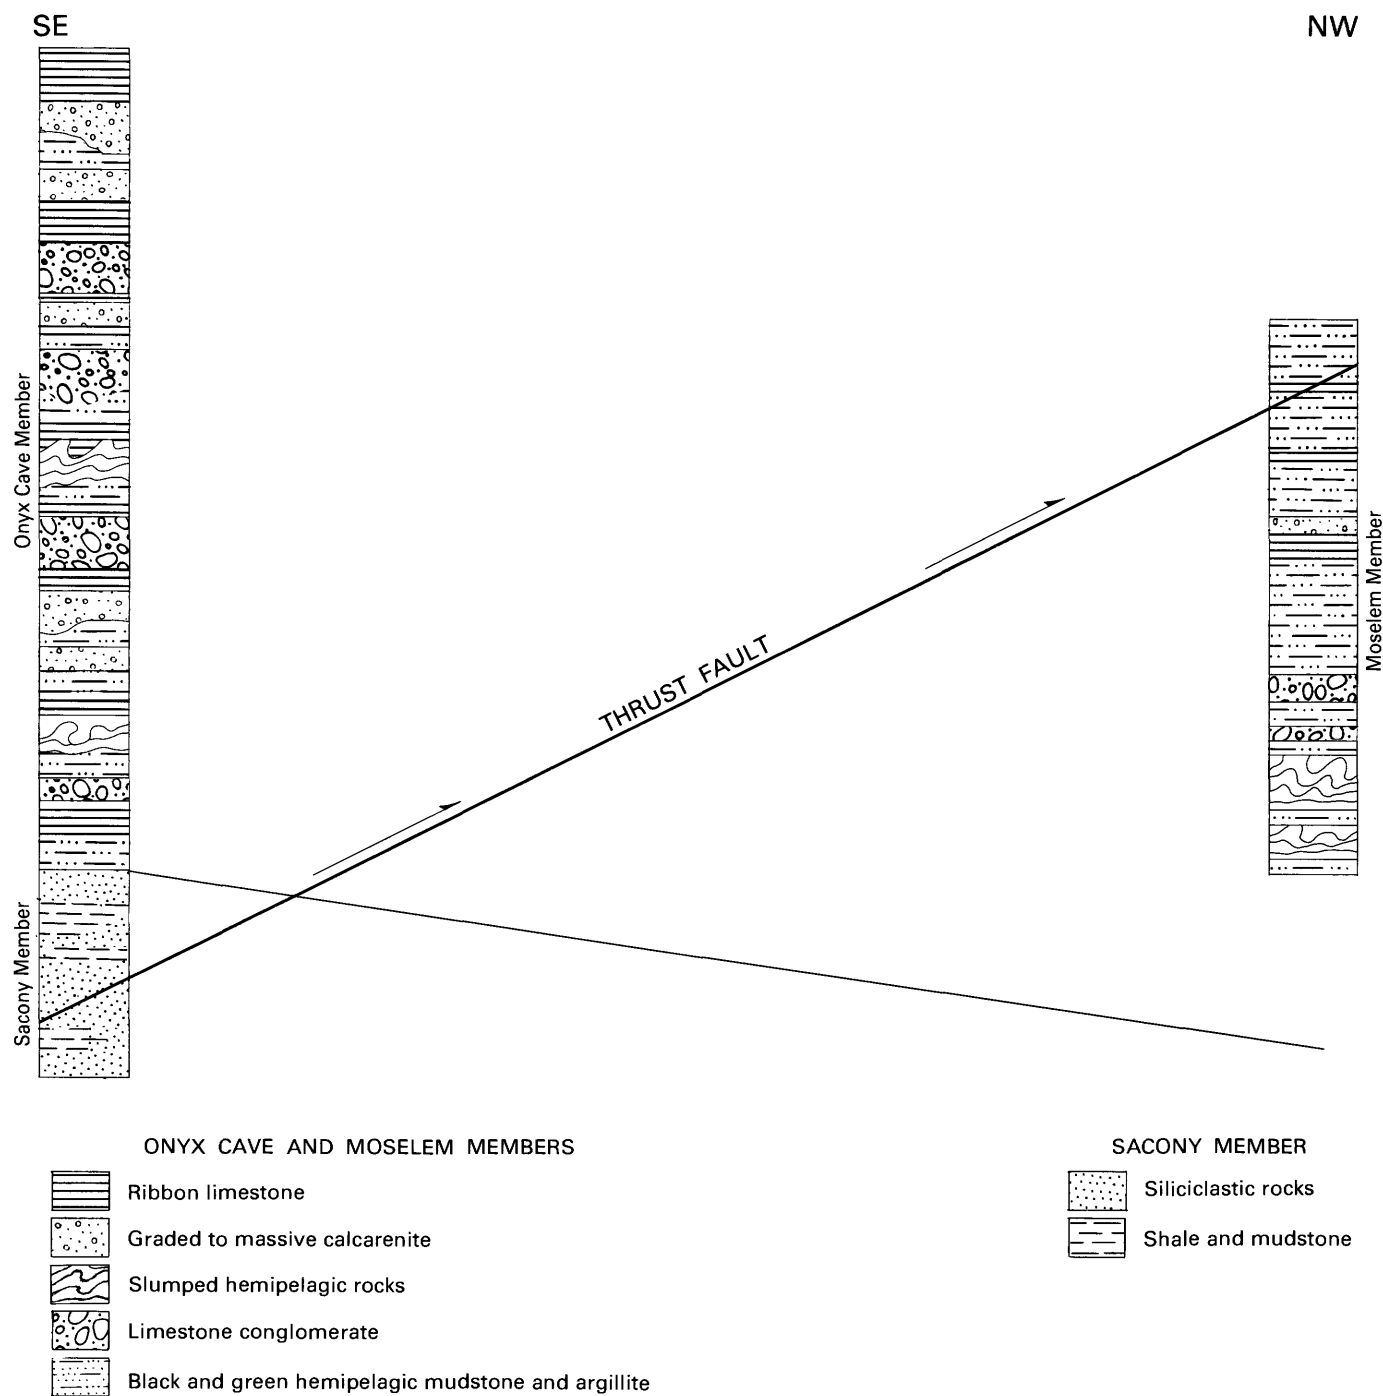 SE
NW
Onyx Cave Member
Moselem Member
THRUST FAULT
Sacony Member
ONYX CAVE AND MOSELEM MEMBERS
Ribbon limestone
Graded to massive calcarenite
Slumped hemipelagic rocks
Limestone conglomerate
Black and green hemipelagic mudstone and argillite
SACONY MEMBER
Siliciclastic rocks
Shale and mudstone